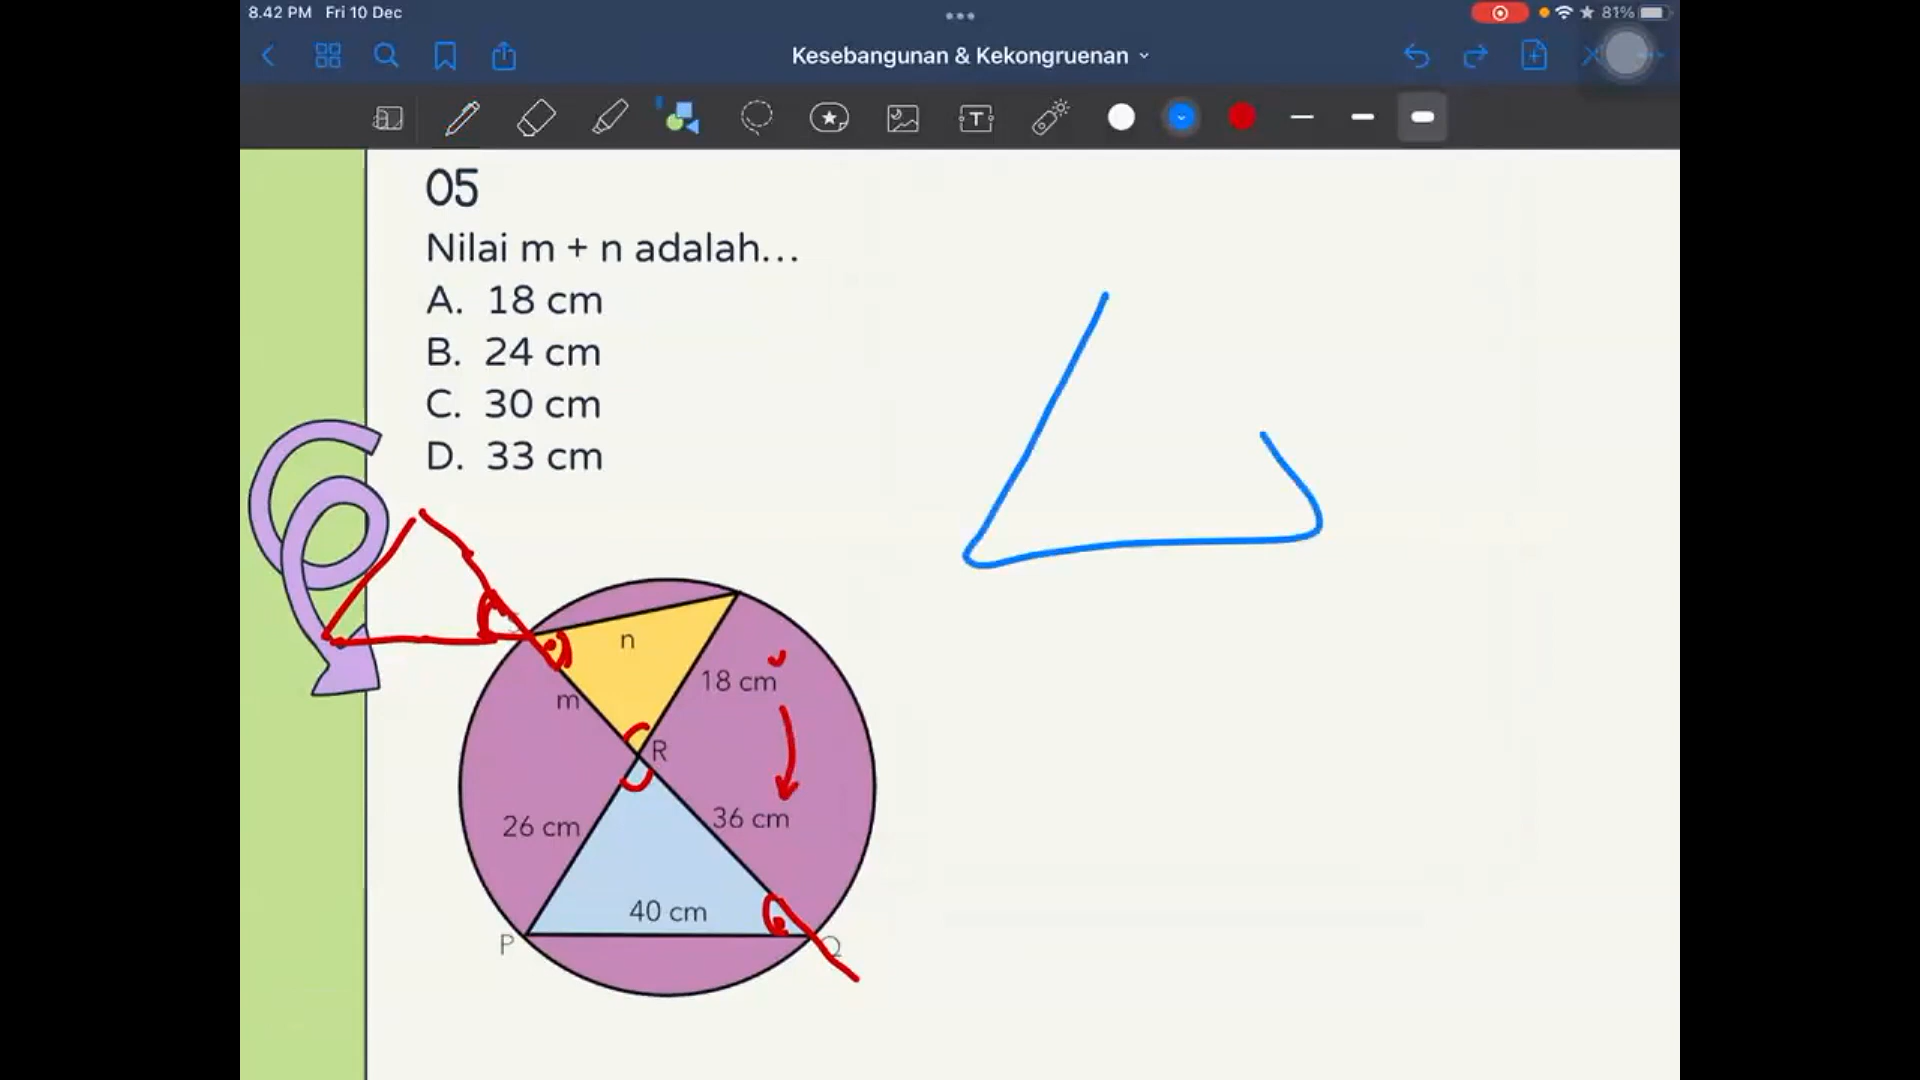 8.42 PM Fri 10 Dec
81%
Kesebangunan & Kekongruenan
05
Nilai m + n adalah...
A. 18 cm
B. 24 cm
C. 30 cm
D. 33 cm
S
n
m
18 cm
R
26 cm
36 cm
40 cm
P
Q